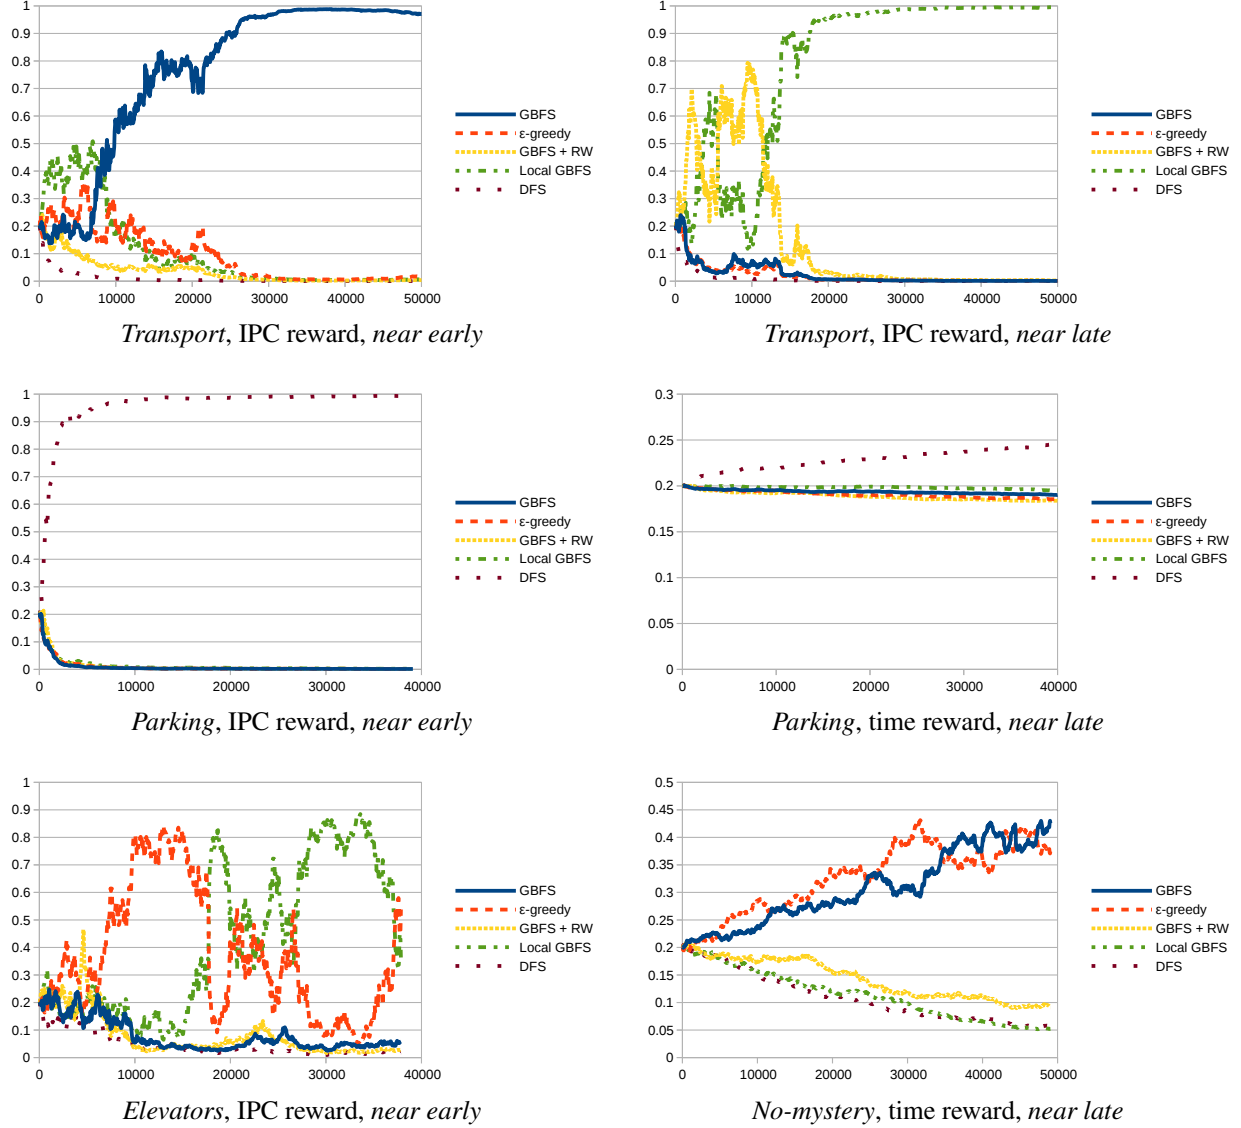 1
0.9
0.8
0.7
0.6
0.5
0.4
0.3
0.2
0.1
0
0 10000 20000 30000 40000 50000
GBFS
ε-greedy
GBFS + RW
Local GBFS
DFS
Transport, IPC reward, near early
1
0.9
0.8
0.7
0.6
0.5
0.4
0.3
0.2
0.1
0
0 10000 20000 30000 40000 50000
GBFS
ε-greedy
GBFS + RW
Local GBFS
DFS
Transport, IPC reward, near late
1
0.9
0.8
0.7
0.6
0.5
0.4
0.3
0.2
0.1
0
0 10000 20000 30000 40000
GBFS
ε-greedy
GBFS + RW
Local GBFS
DFS
Parking, IPC reward, near early
0.3
0.25
0.2
0.15
0.1
0.05
0
0 10000 20000 30000 40000
GBFS
ε-greedy
GBFS + RW
Local GBFS
DFS
Parking, time reward, near late
1
0.9
0.8
0.7
0.6
0.5
0.4
0.3
0.2
0.1
0
0 10000 20000 30000 40000
GBFS
ε-greedy
GBFS + RW
Local GBFS
DFS
Elevators, IPC reward, near early
0.5
0.45
0.4
0.35
0.3
0.25
0.2
0.15
0.1
0.05
0
0 10000 20000 30000 40000 50000
GBFS
ε-greedy
GBFS + RW
Local GBFS
DFS
No-mystery, time reward, near late